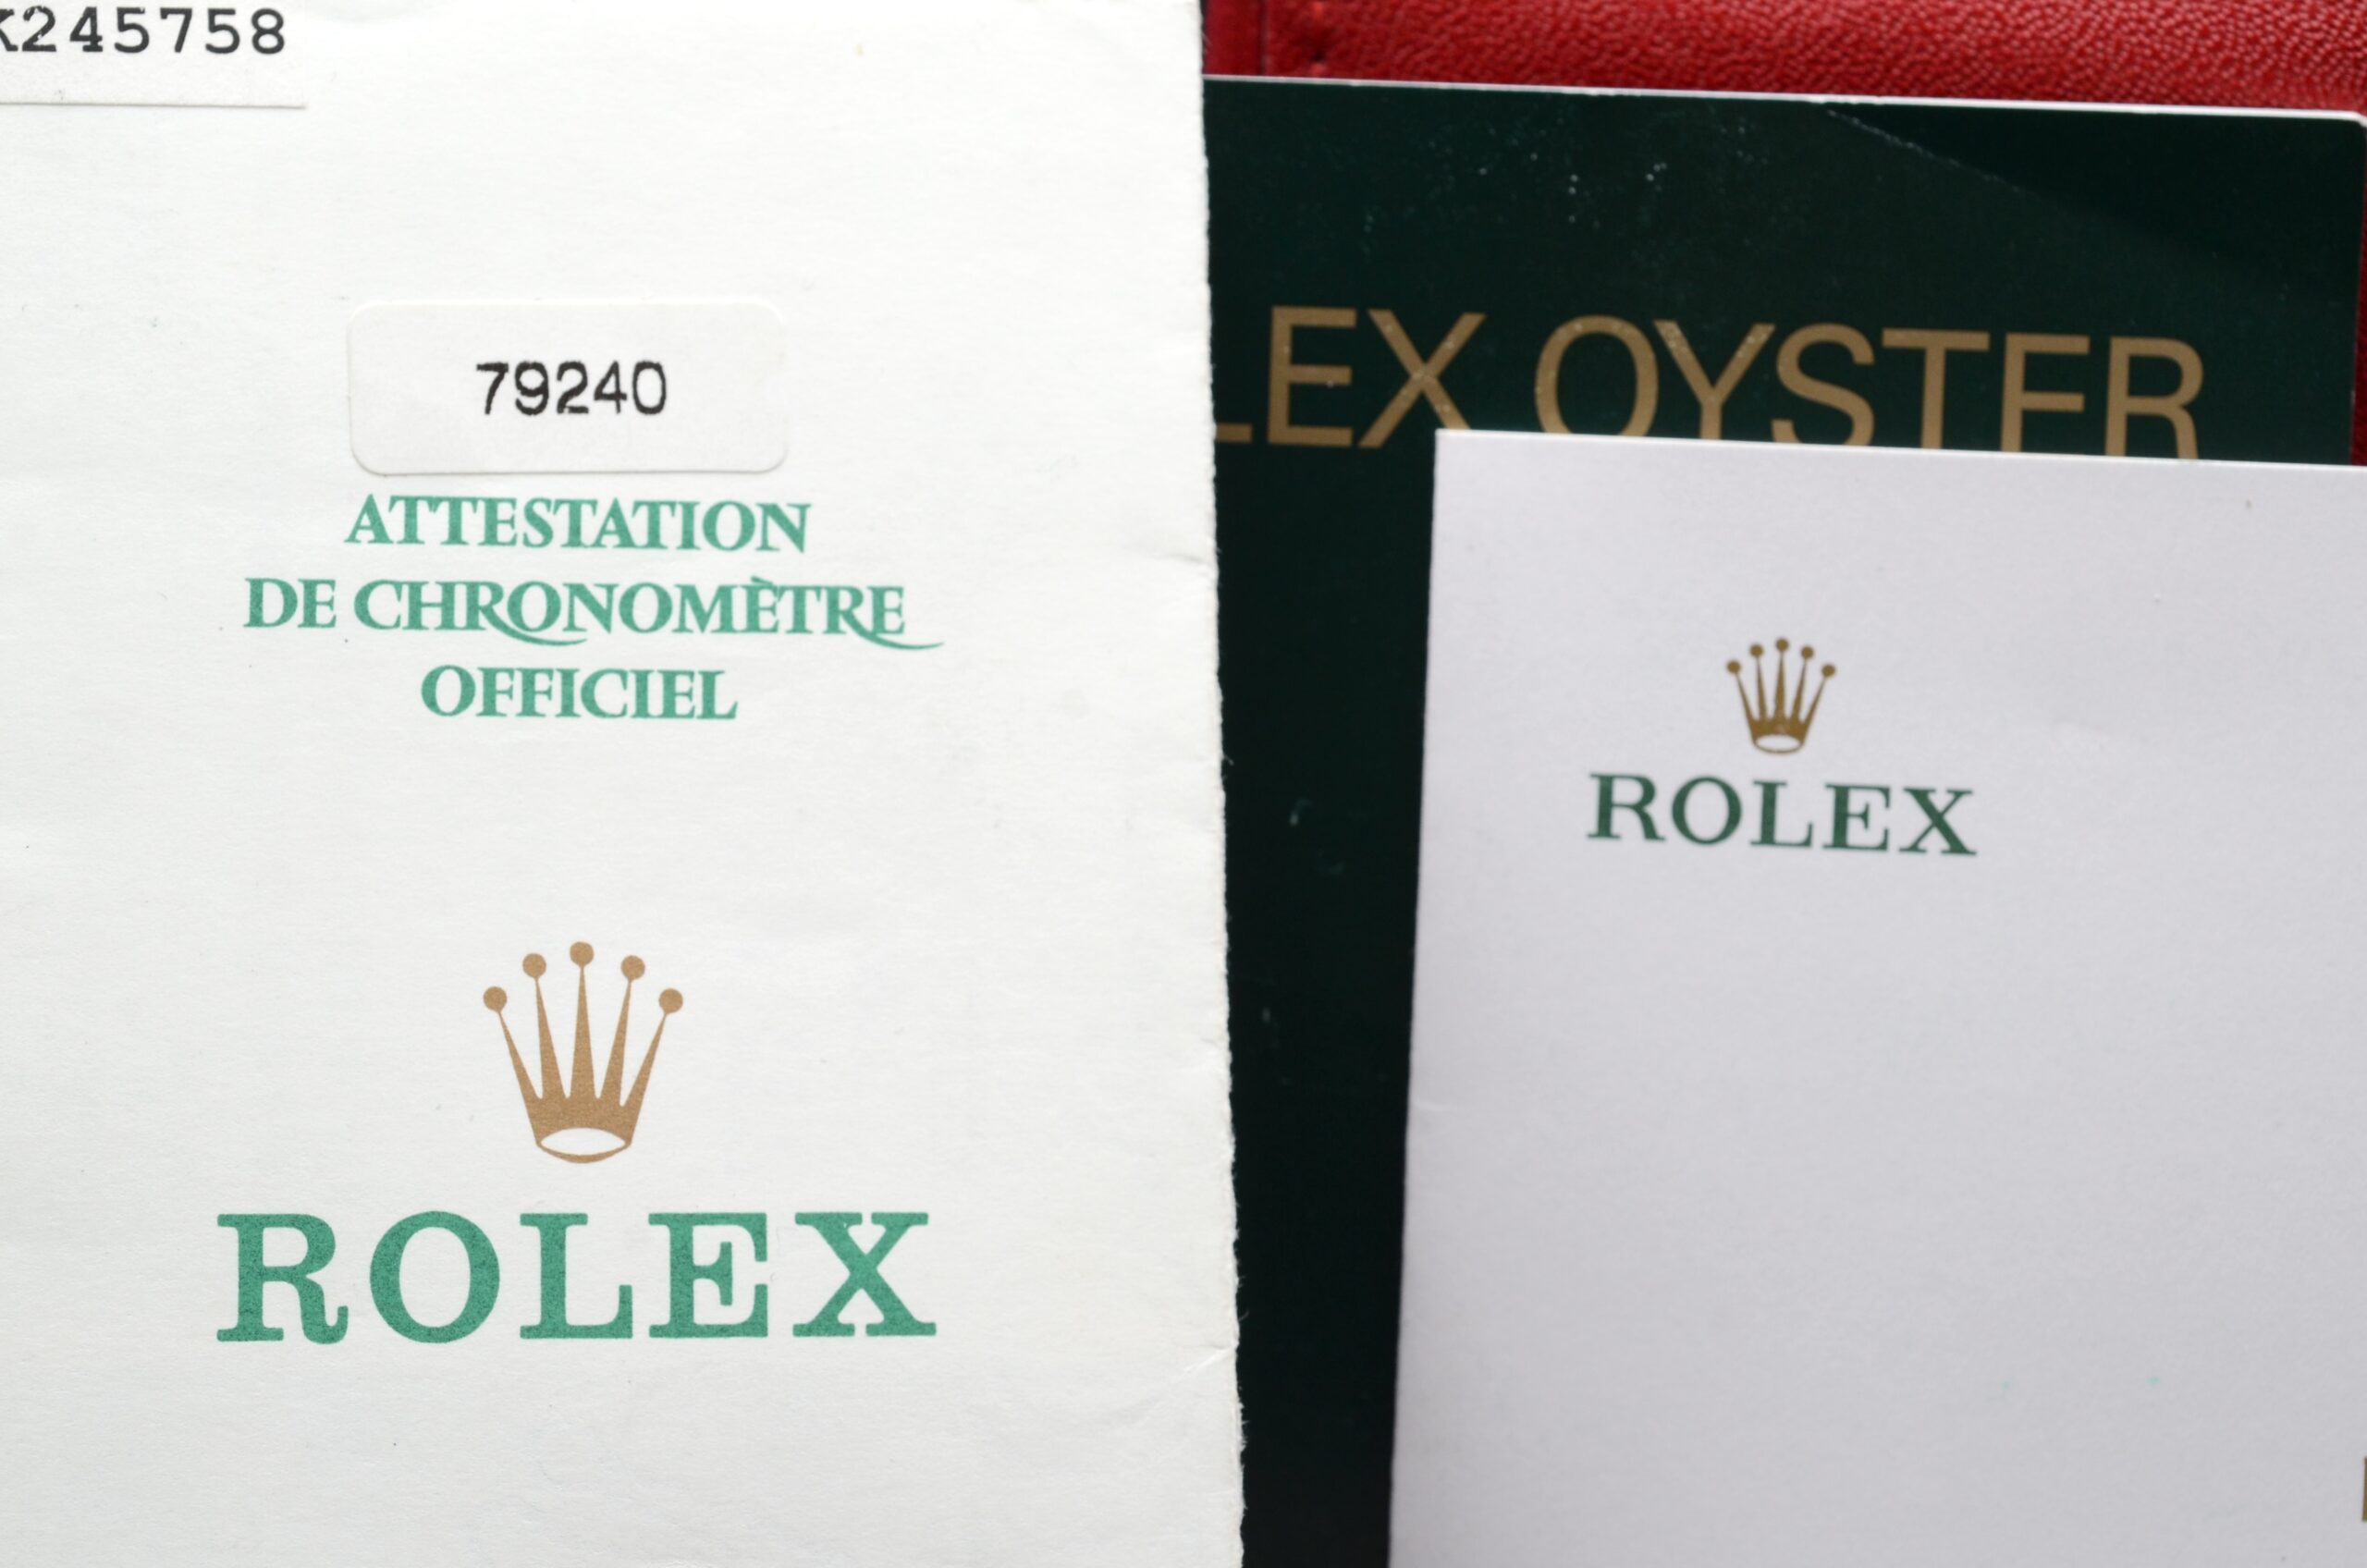 K245758
79240
ATTESTATION
DE CHRONOMÈTRE
OFFICIEL
ROLEX
LEX OYSTER
ROLEX